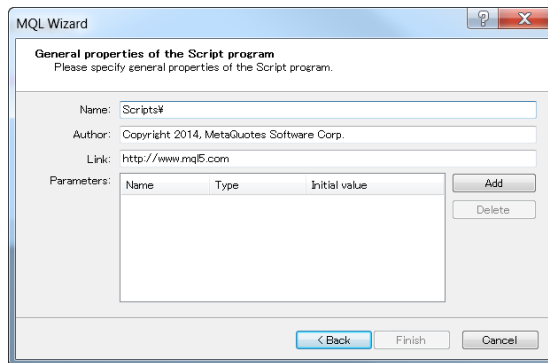 MQL Wizard
General properties of the Script program
Please specify general properties of the Script program.
Name: Scripts¥
Author: Copyright 2014, MetaQuotes Software Corp.
Link: http://www.mql5.com
Parameters: Name Type Initial value Add
Delete
< Back Finish Cancel